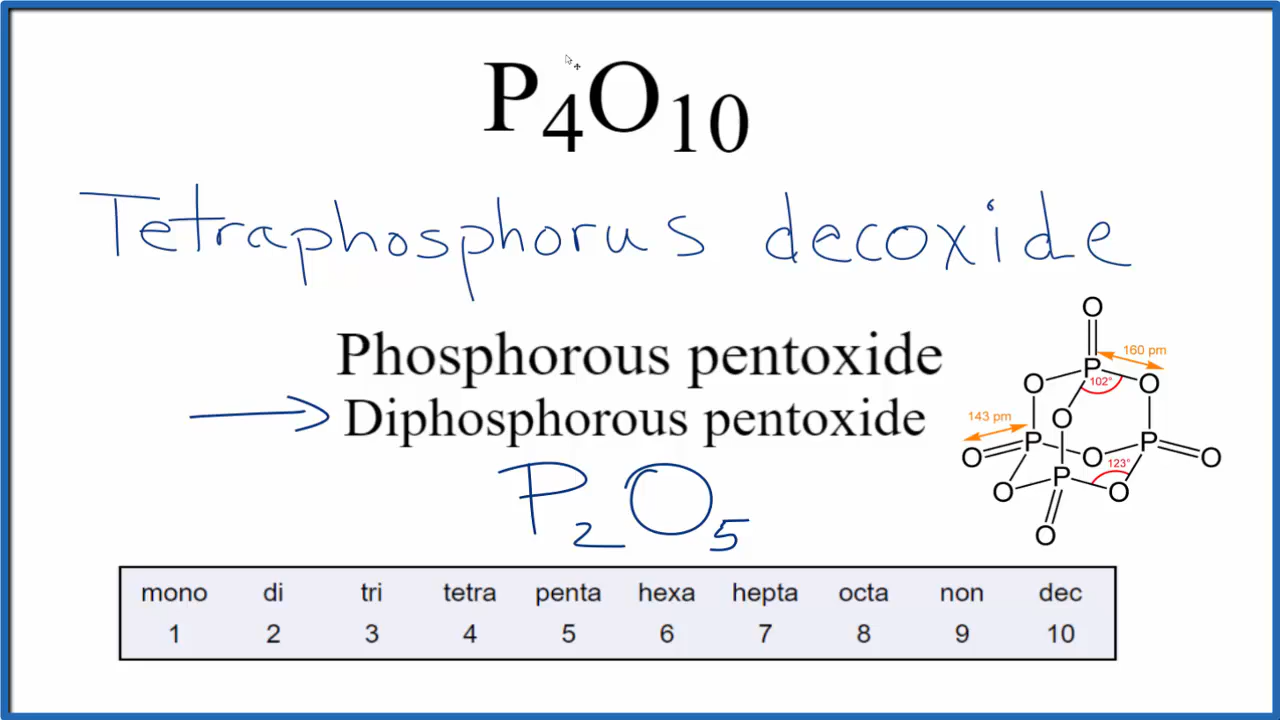 P₄O₁₀
Tetraphosphorus decoxide
Phosphorous pentoxide
Diphosphorous pentoxide
P₂O₅
O
160 pm
P
102°
O
O
143 pm
O
P
O
P
O
O
P
123°
O
O
O
mono di tri tetra penta hexa hepta octa non dec
1 2 3 4 5 6 7 8 9 10